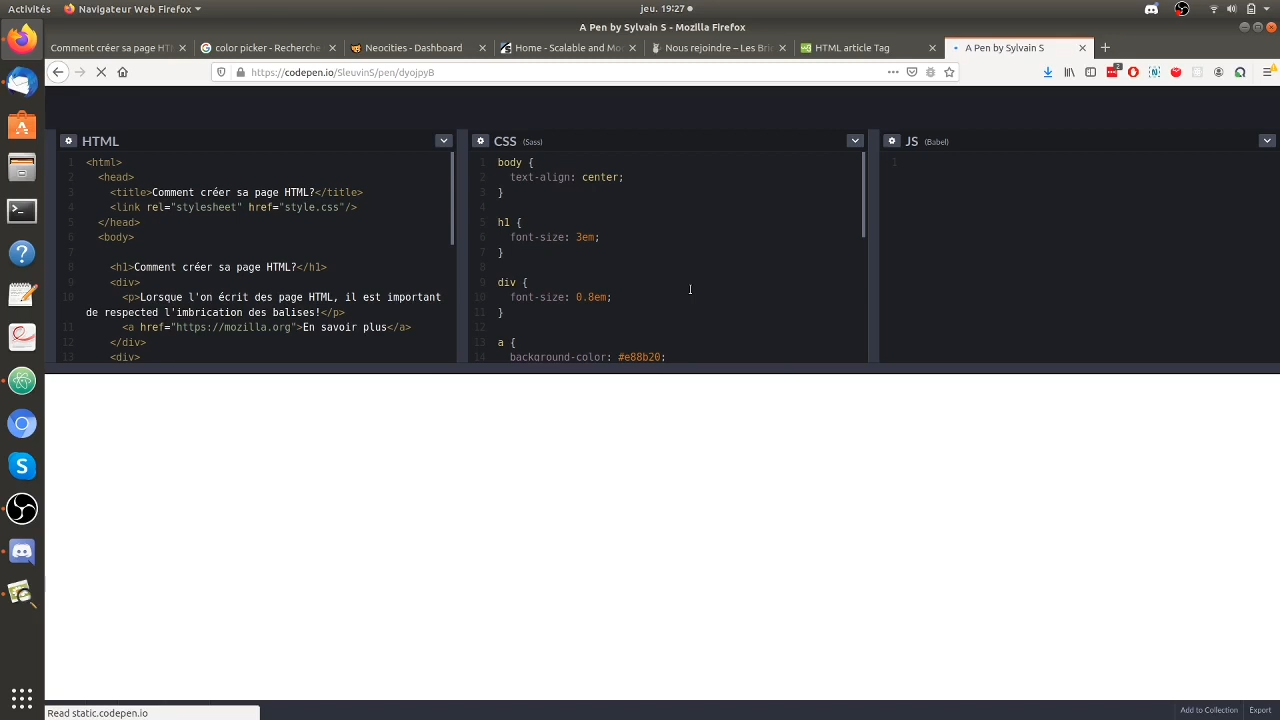 Activités
Navigateur Web Firefox
jeu. 19:27
A Pen by Sylvain S - Mozilla Firefox
Comment créer sa page HT
color picker - Recherche
Neocities - Dashboard
Home - Scalable and Mo
Nous rejoindre – Les Bri
HTML article Tag
A Pen by Sylvain S
https://codepen.io/SleuvinS/pen/dyojpyB
HTML
1 <html>
2 <head>
3 <title>Comment créer sa page HTML?</title>
4 <link rel="stylesheet" href="style.css"/>
5 </head>
6 <body>
7
8 <h1>Comment créer sa page HTML?</h1>
9 <div>
10 <p>Lorsque l'on écrit des page HTML, il est important
de respected l'imbrication des balises!</p>
11 <a href="https://mozilla.org">En savoir plus</a>
12 </div>
13 <div>
CSS (Sass)
1 body {
2 text-align: center;
3 }
4
5 h1 {
6 font-size: 3em;
7 }
8
9 div {
10 font-size: 0.8em;
11 }
12
13 a {
14 background-color: #e88b20;
JS (Babel)
1
Read static.codepen.io
Add to Collection
Export